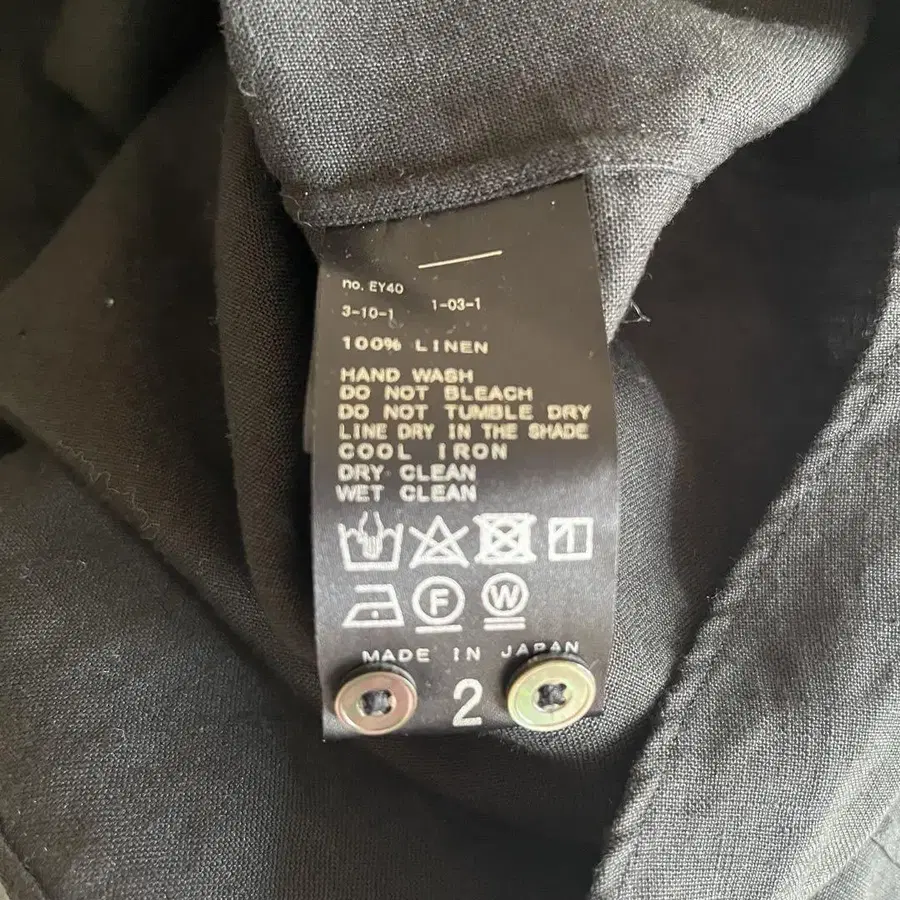 no. EY40
3-10-1 1-03-1
100% LINEN
HAND WASH
DO NOT BLEACH
DO NOT TUMBLE DRY
LINE DRY IN THE SHADE
COOL IRON
DRY CLEAN
WET CLEAN
F W
MADE IN JAPAN
2